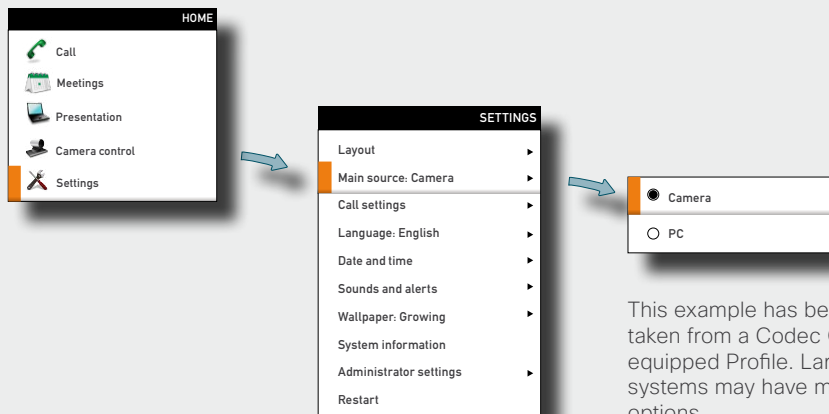 HOME
Call
Meetings
Presentation
Camera control
Settings
SETTINGS
Layout
Main source: Camera
Call settings
Language: English
Date and time
Sounds and alerts
Wallpaper: Growing
System information
Administrator settings
Restart
Camera
PC
This example has be
taken from a Codec
equipped Profile. Lar
systems may have m
options.